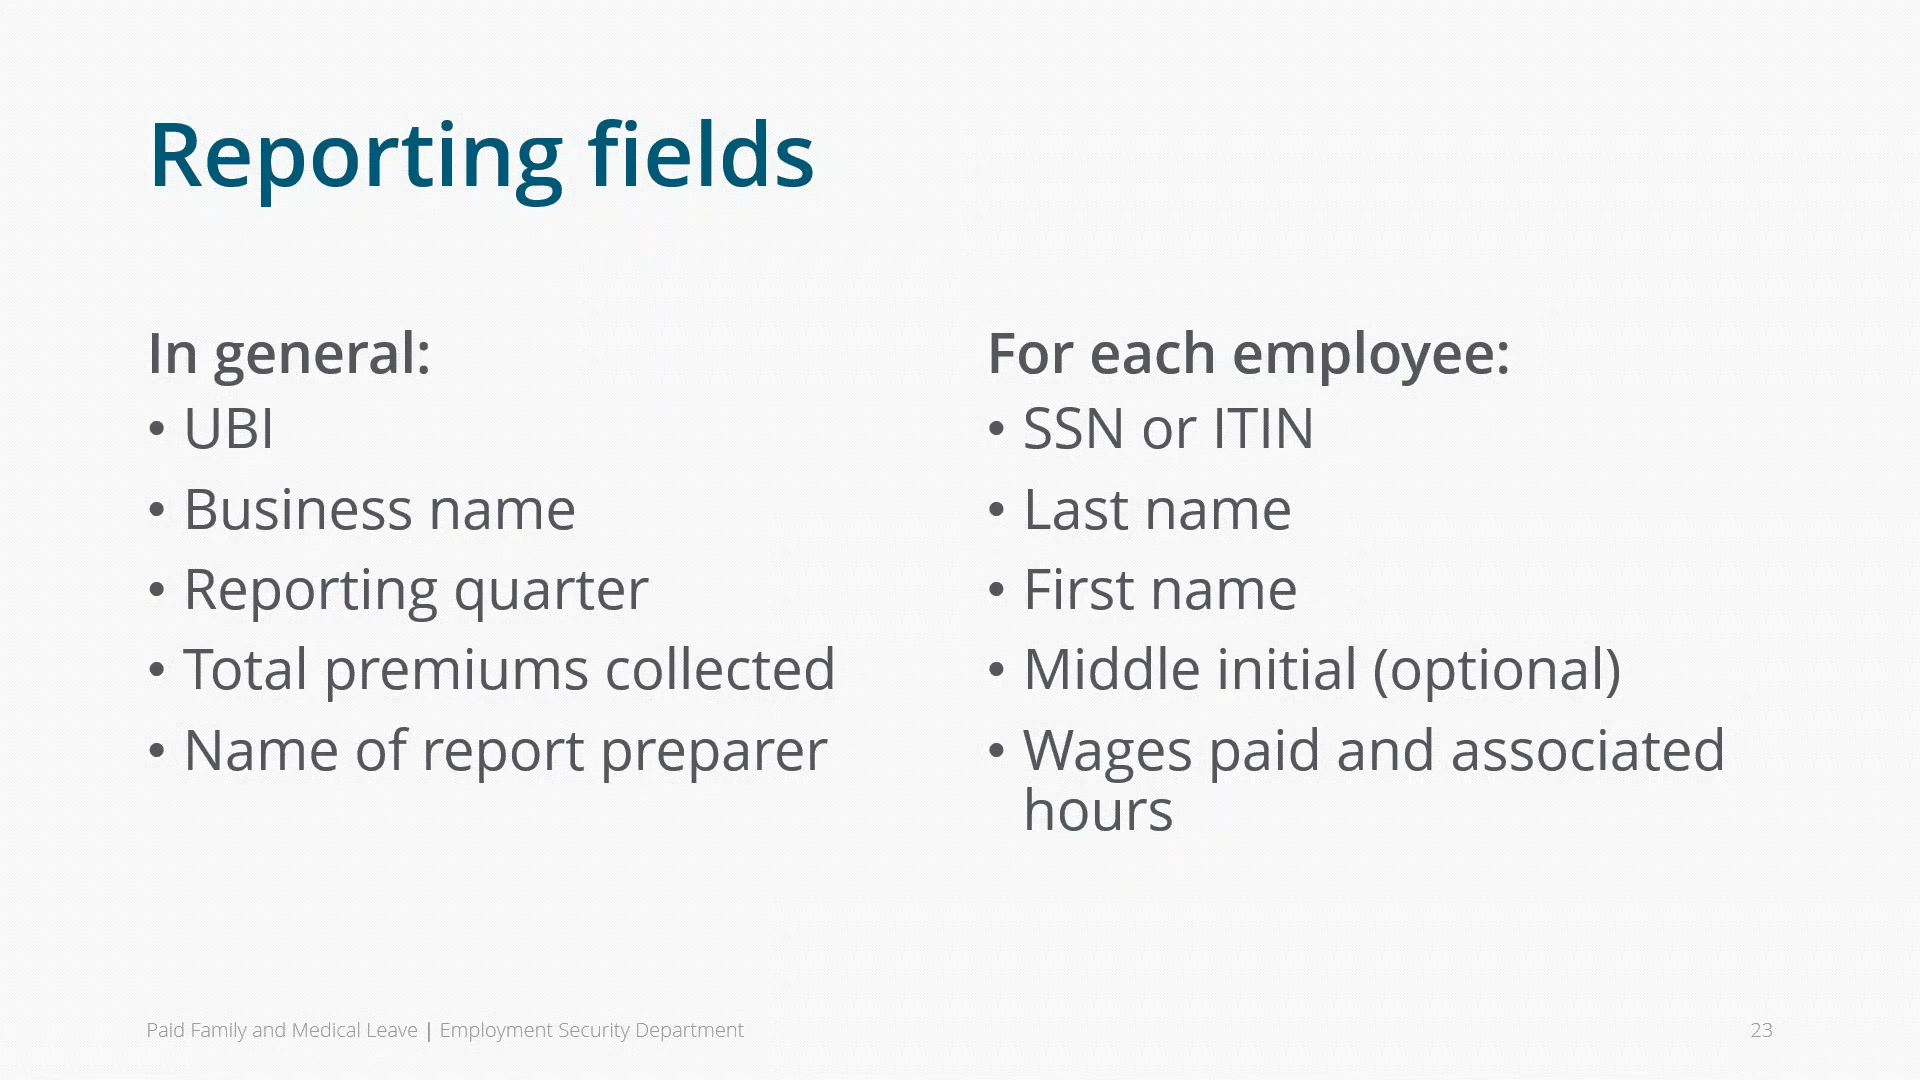 Reporting fields
In general:
• UBI
• Business name
• Reporting quarter
• Total premiums collected
• Name of report preparer
For each employee:
• SSN or ITIN
• Last name
• First name
• Middle initial (optional)
• Wages paid and associated
hours
Paid Family and Medical Leave | Employment Security Department
23